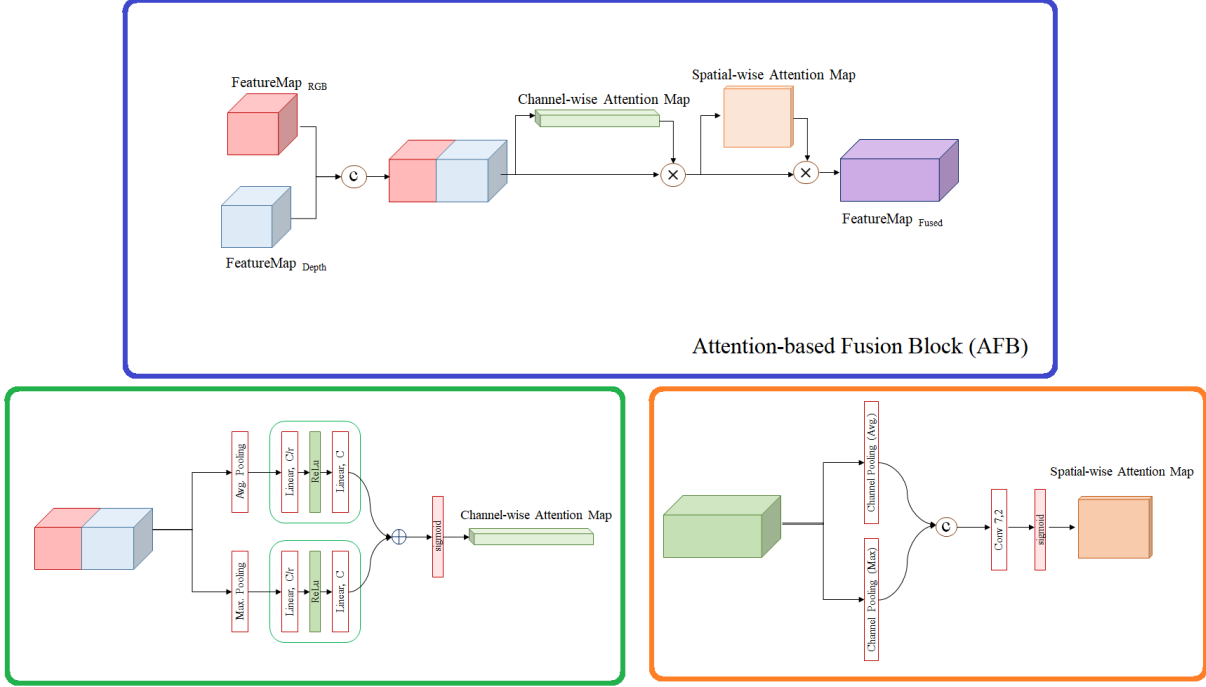 FeatureMap RGB
Spatial-wise Attention Map
Channel-wise Attention Map
C
×
×
FeatureMap Depth
FeatureMap Fused
Attention-based Fusion Block (AFB)
Avg. Pooling
Linear, C/r
ReLu
Linear, C
Max. Pooling
Linear, C/r
ReLu
Linear, C
sigmoid
Channel-wise Attention Map
Channel Pooling (Avg.)
Channel Pooling (Max)
C
Conv 7,2
sigmoid
Spatial-wise Attention Map